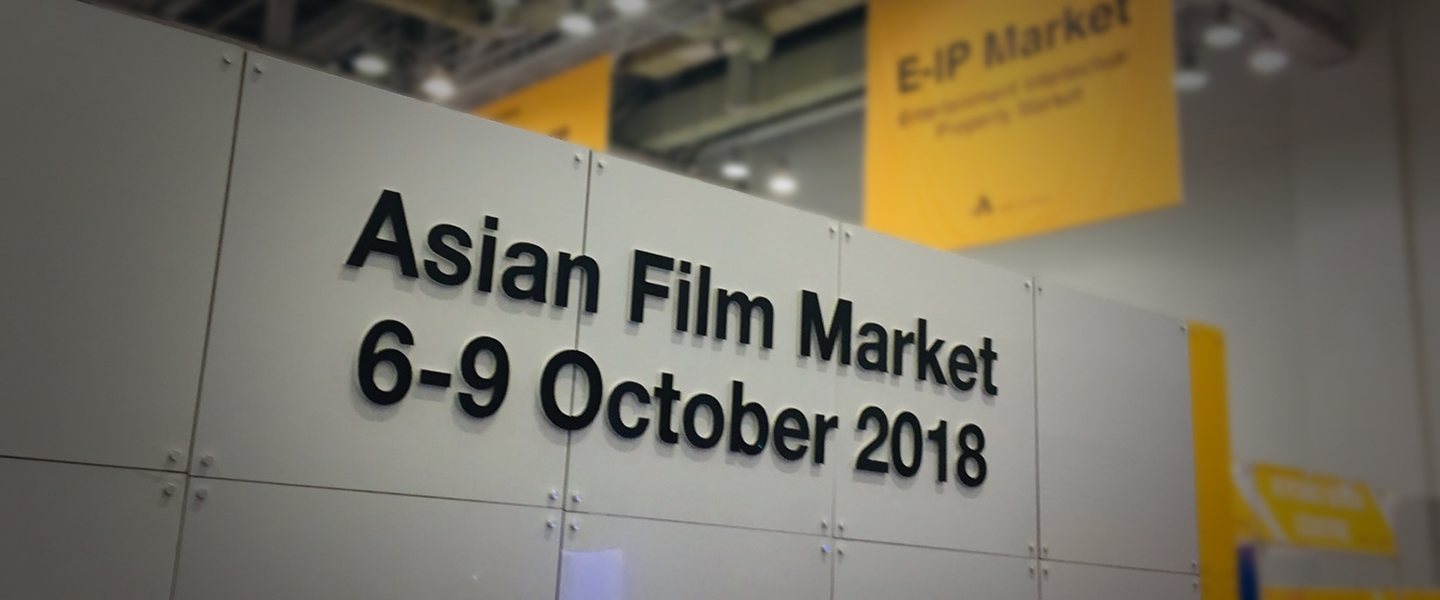 E-IP Market
Entertainment Intellectual
Property Market
Asian Film Market
6-9 October 2018